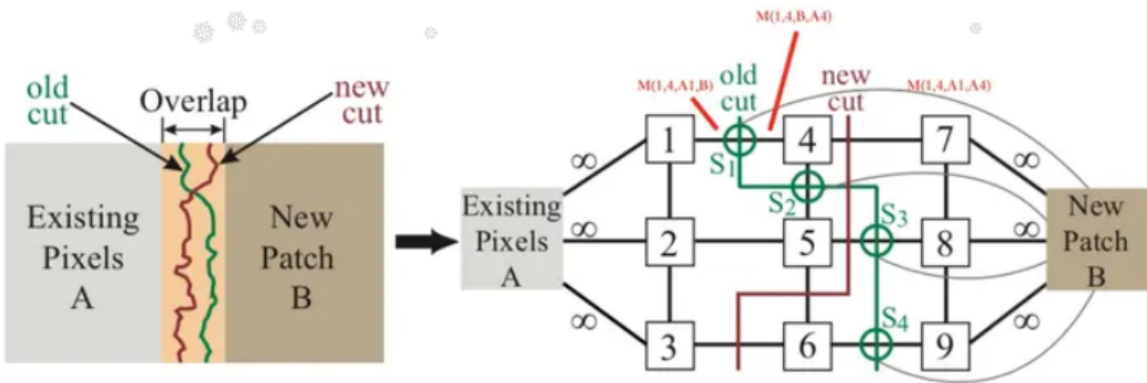 old
cut
Overlap
new
cut
Existing
Pixels
A
New
Patch
B
M(1,4,B,A4)
M(1,4,A1,B)
old
cut
new
cut
M(1,4,A1,A4)
∞ 1 S1 4 7 ∞
Existing
Pixels
A
∞ 2 S2 5 S3 8 ∞
New
Patch
B
∞ 3 6 S4 9 ∞